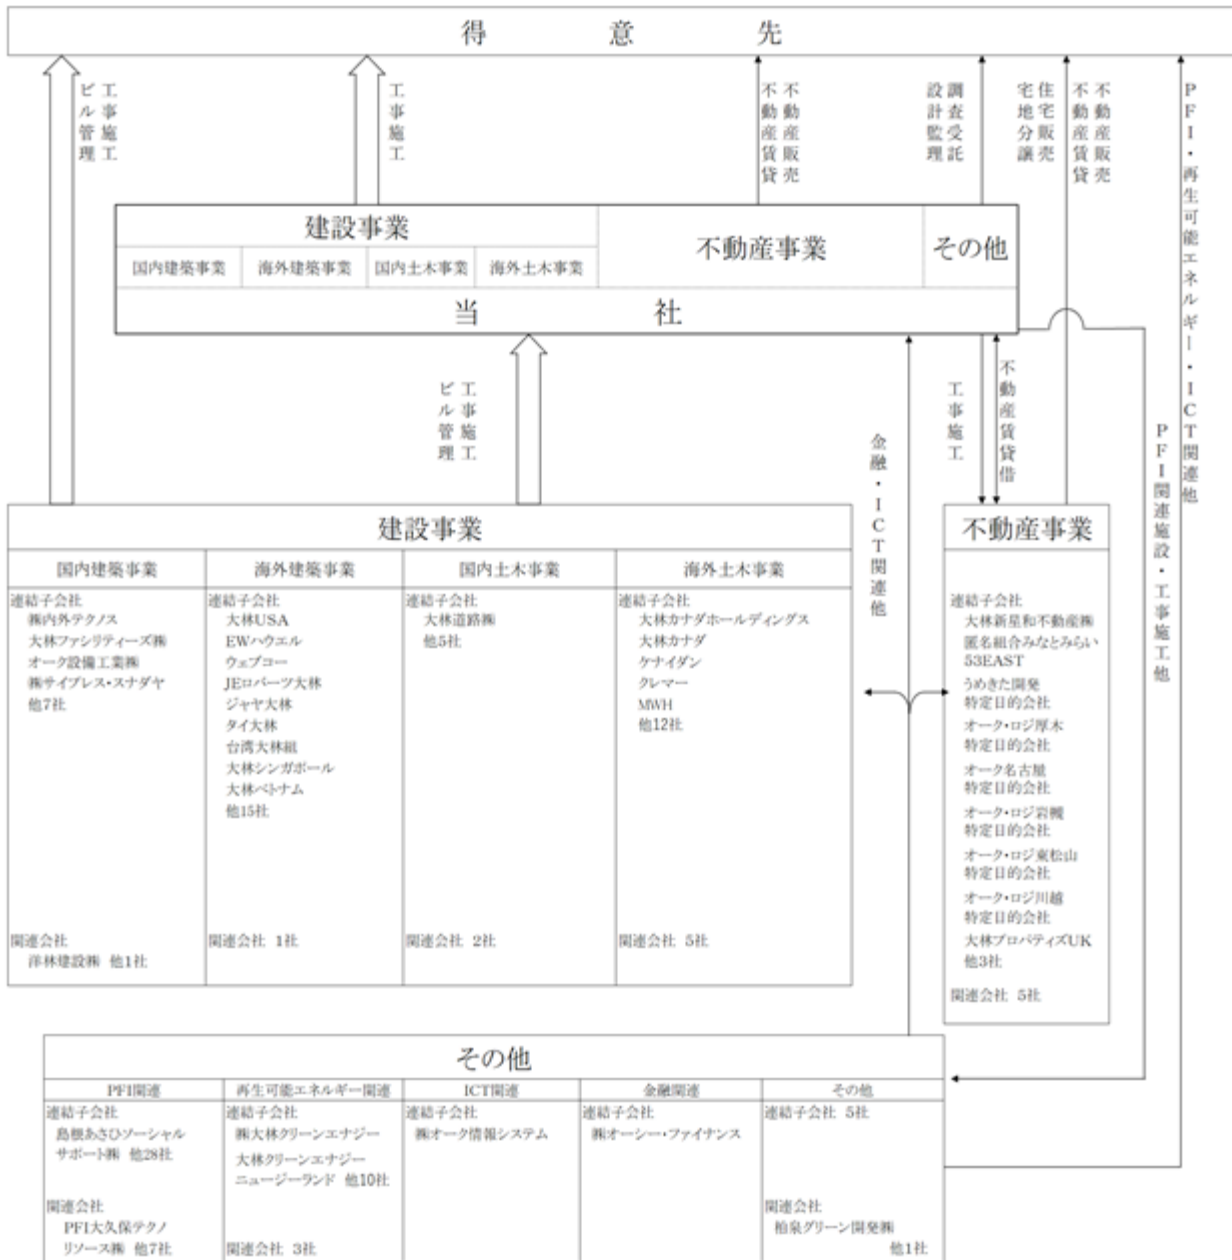 得意先
工事施工
ビル管理
工事施工
不動産販売
不動産賃貸
調査受託
設計監理
不動産販売
不動産賃貸
住宅販売
宅地分譲
PFI・再生可能エネルギー・ICT関連他
建設事業
国内建築事業
海外建築事業
国内土木事業
海外土木事業
不動産事業
その他
当社
工事施工
ビル管理
金融・ICT関連他
工事施工
不動産賃貸借
PFI関連施設・工事施工他
建設事業
国内建築事業
連結子会社
㈱内外テクノス
大林ファシリティーズ㈱
オーク設備工業㈱
㈱サイプレス・スナダヤ
他7社
関連会社
洋林建設㈱ 他1社
海外建築事業
連結子会社
大林USA
EWハウエル
ウェブコー
JEロバーツ大林
ジャヤ大林
タイ大林
台湾大林組
大林シンガポール
大林ベトナム
他15社
関連会社 1社
国内土木事業
連結子会社
大林道路㈱
他5社
関連会社 2社
海外土木事業
連結子会社
大林カナダホールディングス
大林カナダ
ケナイダン
クレマー
MWH
他12社
関連会社 5社
不動産事業
連結子会社
大林新星和不動産㈱
匿名組合みなとみらい
53EAST
うめきた開発
特定目的会社
オーク・ロジ厚木
特定目的会社
オーク名古屋
特定目的会社
オーク・ロジ岩槻
特定目的会社
オーク・ロジ東松山
特定目的会社
オーク・ロジ川越
特定目的会社
大林プロパティズUK
他3社
関連会社 5社
その他
PFI関連
連結子会社
島根あさひソーシャル
サポート㈱ 他28社
関連会社
PFI大久保テクノ
リソース㈱ 他7社
再生可能エネルギー関連
連結子会社
㈱大林クリーンエナジー
大林クリーンエナジー
ニュージーランド 他10社
関連会社 3社
ICT関連
連結子会社
㈱オーク情報システム
金融関連
連結子会社
㈱オーシー・ファイナンス
その他
連結子会社 5社
関連会社
柏泉グリーン開発㈱
他1社